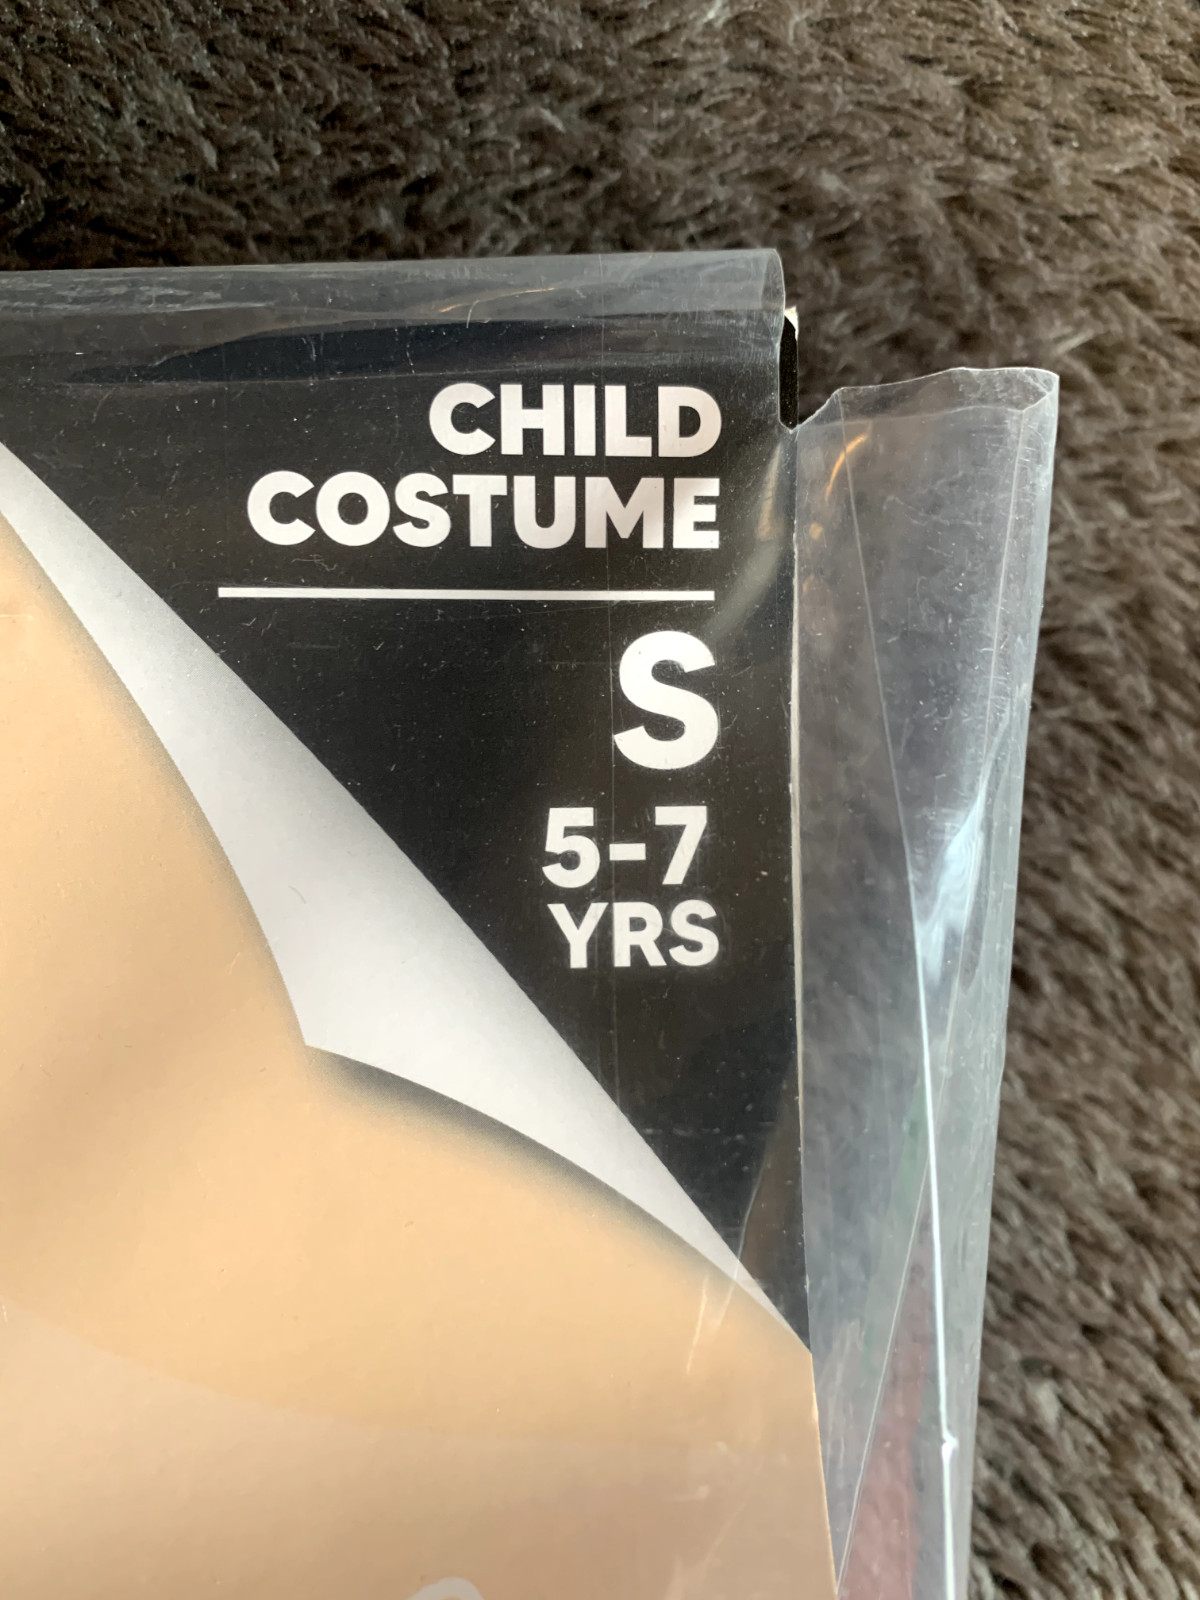 CHILD
COSTUME
S
5-7
YRS